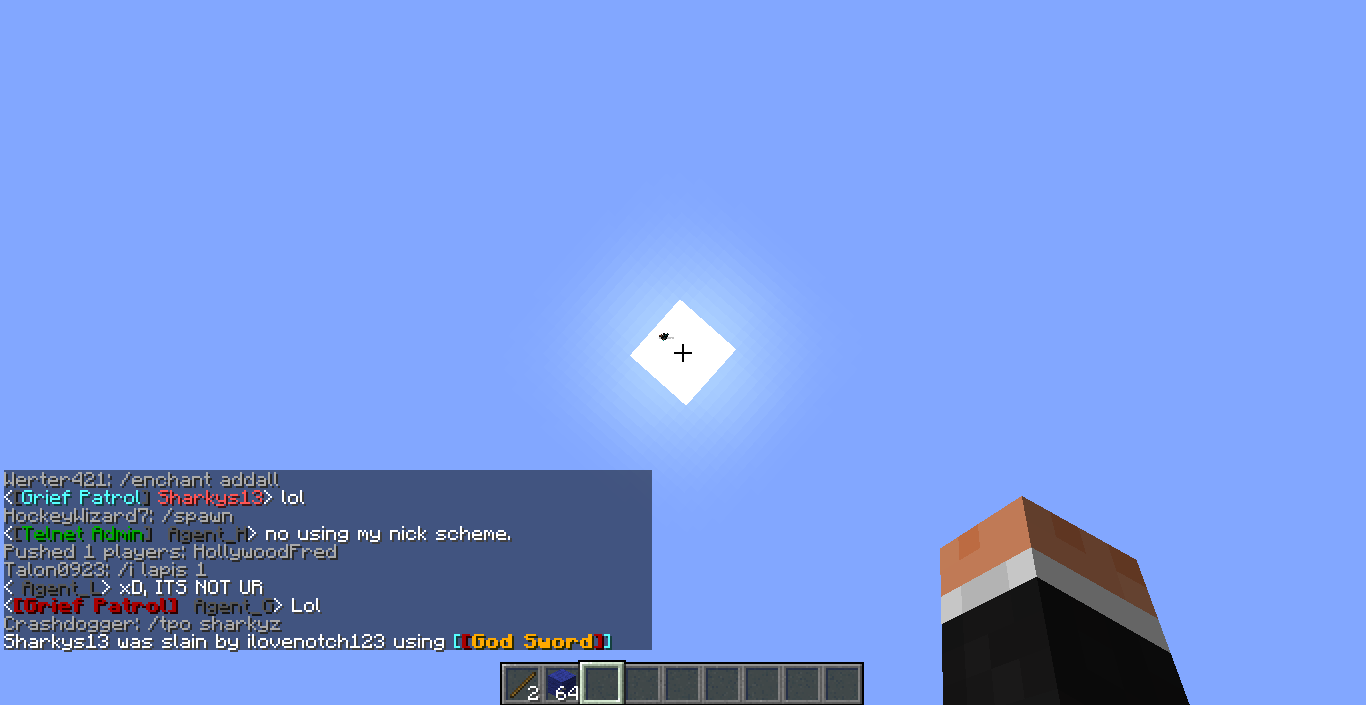 Werter421: /enchant addall
<[Grief Patrol] Sharkys13> lol
HockeyWizard7: /spawn
<[Telnet Admin] Agent_H> no using my nick scheme.
Pushed 1 players: HollywoodFred
Talon0923: /i lapis 1
< Agent_L> xD, ITS NOT UR
<[Grief Patrol] Agent_C> Lol
Crashdogger: /tpo sharkyz
Sharkys13 was slain by ilovenotch123 using [[God Sword]]
2 64